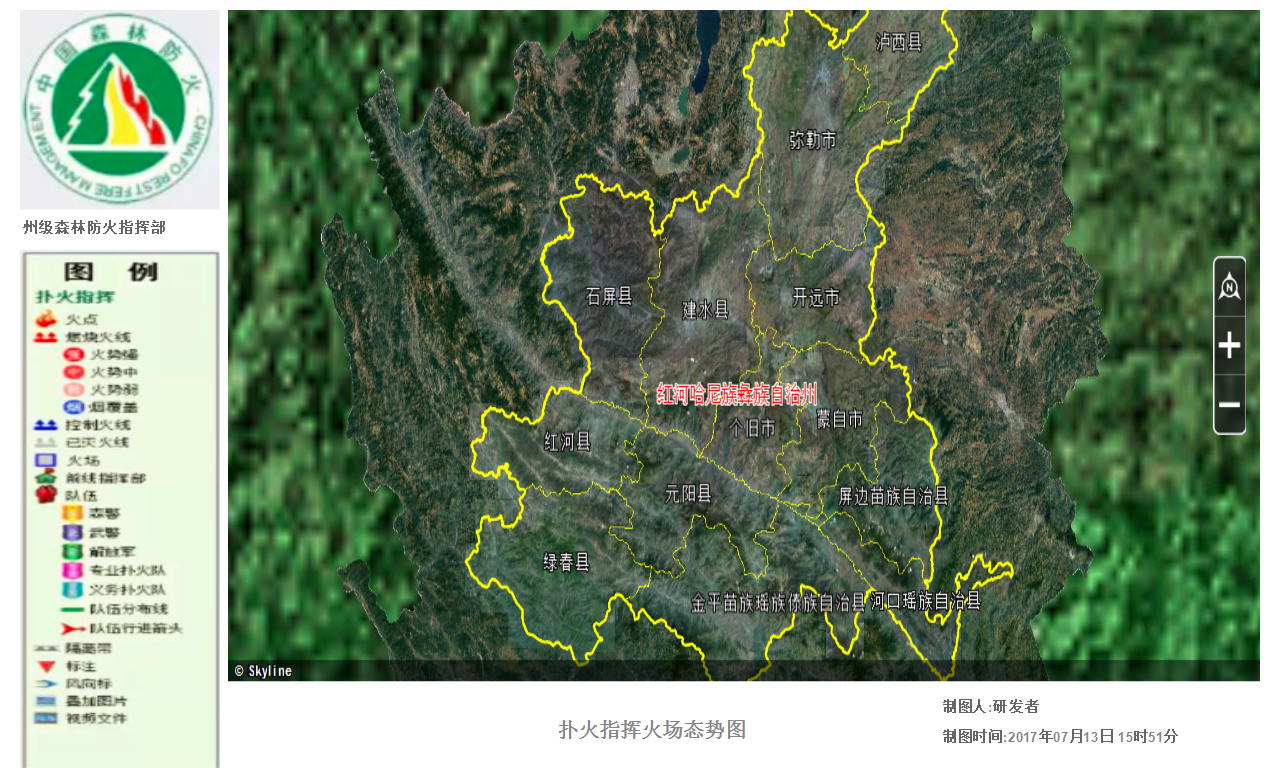 中国森林防火
CHINA FOREST FERE MANAGEMENT
州级森林防火指挥部
图 例
扑火指挥
火点
燃烧火线
火势强
火势中
火势弱
烟覆盖
控制火线
已灭火线
火场
前线指挥部
队伍
森警
武警
解放军
专业扑火队
义务扑火队
队伍分布线
队伍行进箭头
隔离带
标注
风向标
叠加图片
视频文件
泸西县
弥勒市
石屏县
建水县
开远市
红河哈尼族彝族自治州
个旧市
蒙自市
红河县
元阳县
屏边苗族自治县
绿春县
金平苗族瑶族傣族自治县
河口瑶族自治县
N
© Skyline
扑火指挥火场态势图
制图人:研发者
制图时间:2017年07月13日 15时51分